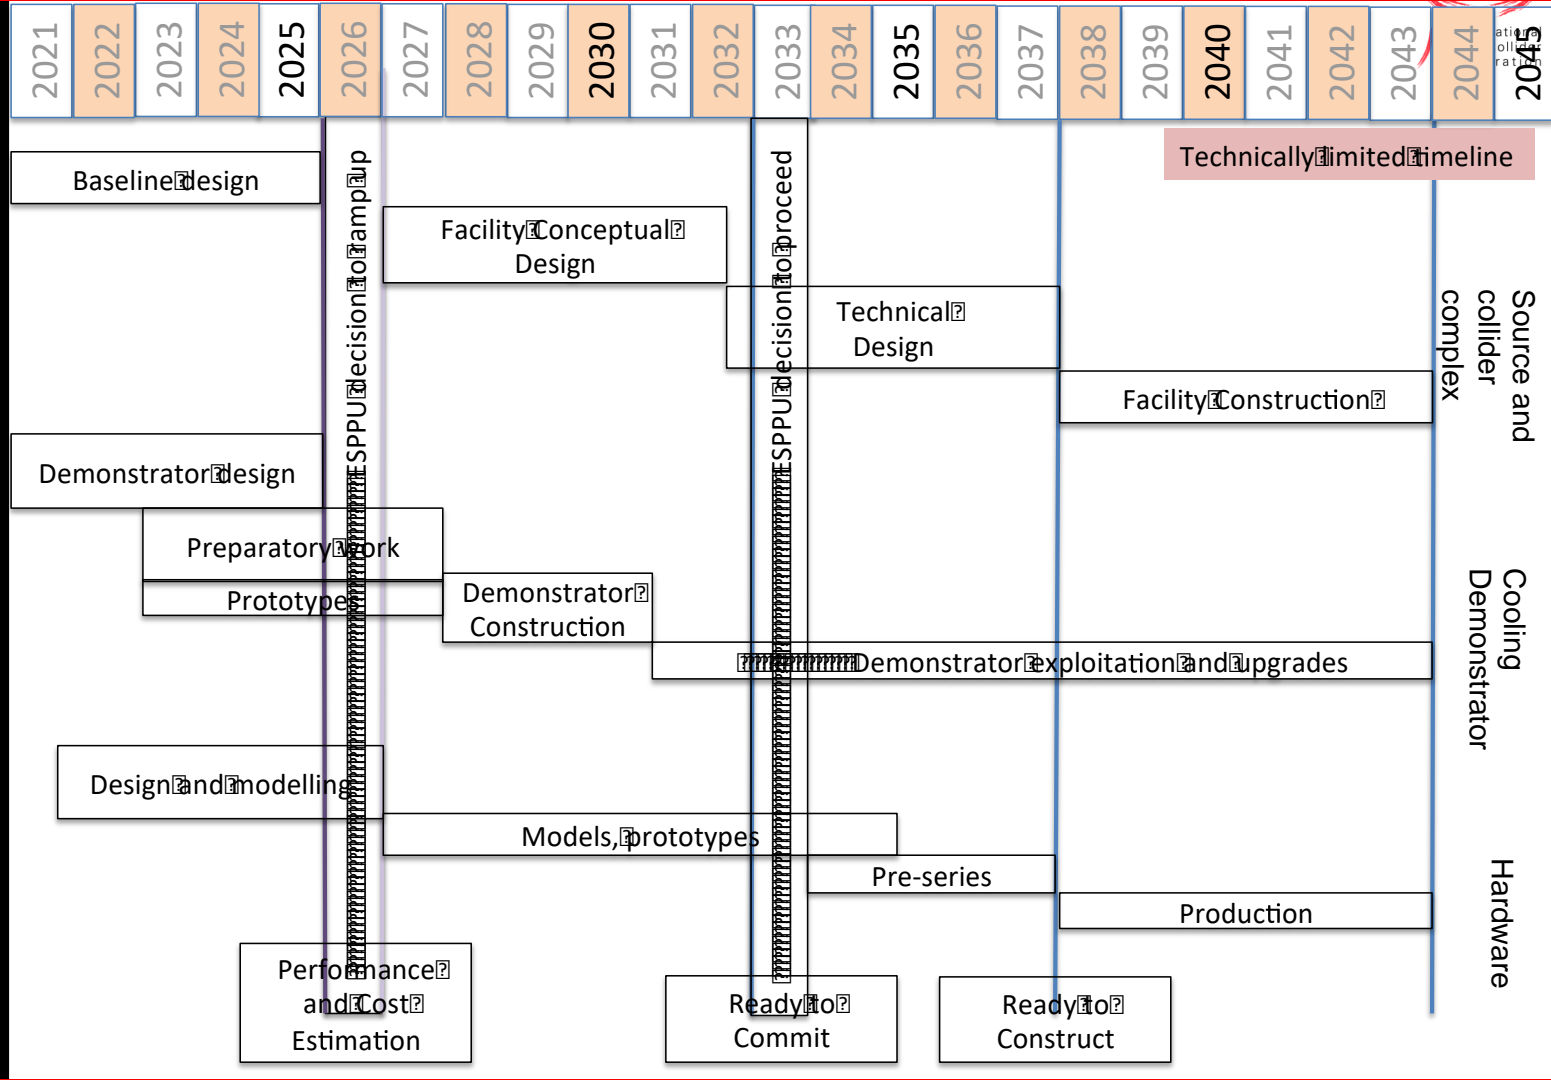 2021
2022
2023
2024
2025
2026
2027
2028
2029
2030
2031
2032
2033
2034
2035
2036
2037
2038
2039
2040
2041
2042
2043
2044
2045
ational
ollider
ration
Technically limited timeline
Baseline design
ESPPU decision to ramp up
Facility Conceptual
Design
ESPPU decision to proceed
Technical
Design
Facility Construction
Source and
collider
complex
Demonstrator design
Preparatory work
Prototypes
Demonstrator
Construction
Demonstrator exploitation and upgrades
Cooling
Demonstrator
Design and modelling
Models, prototypes
Pre-series
Production
Hardware
Performance
and Cost
Estimation
Ready to
Commit
Ready to
Construct